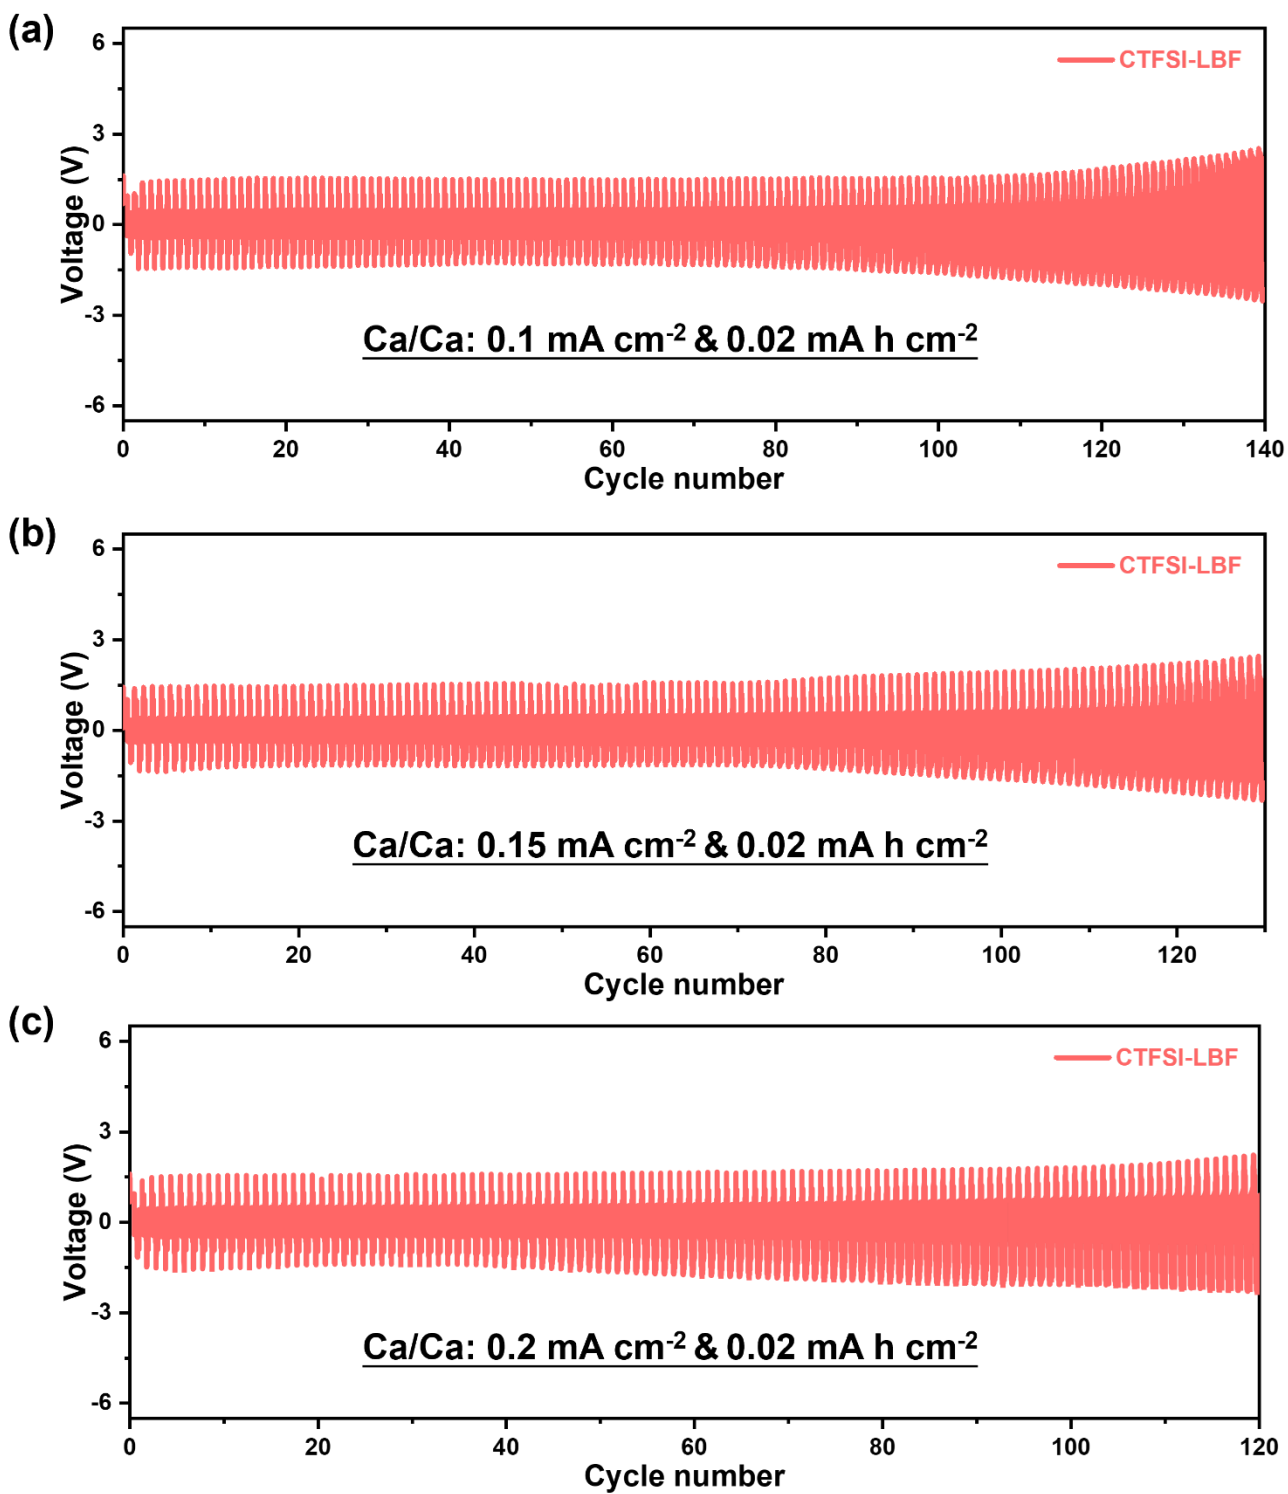 (a)
CTFSI-LBF
6
3
0
-3
-6
Voltage (V)
Ca/Ca: 0.1 mA cm-2 & 0.02 mA h cm-2
0 20 40 60 80 100 120 140
Cycle number
(b)
CTFSI-LBF
6
3
0
-3
-6
Voltage (V)
Ca/Ca: 0.15 mA cm-2 & 0.02 mA h cm-2
0 20 40 60 80 100 120
Cycle number
(c)
CTFSI-LBF
6
3
0
-3
-6
Voltage (V)
Ca/Ca: 0.2 mA cm-2 & 0.02 mA h cm-2
0 20 40 60 80 100 120
Cycle number